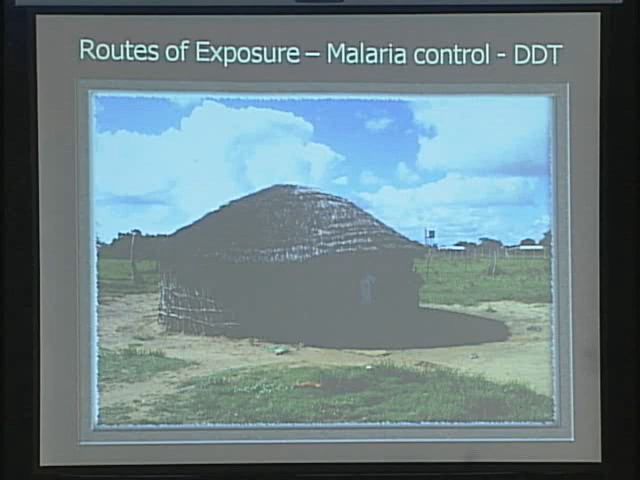 Routes of Exposure – Malaria control - DDT